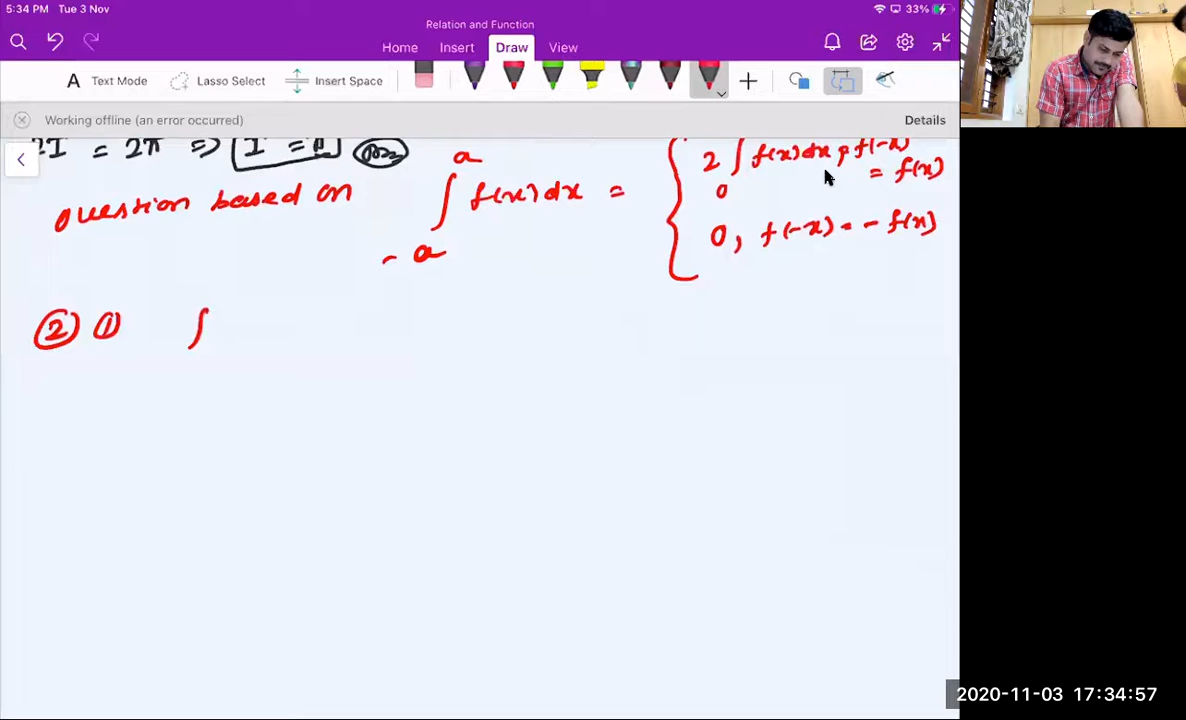 5:34 PM Tue 3 Nov
33%
Relation and Function
Home Insert Draw View
A Text Mode Lasso Select Insert Space
Working offline (an error occurred) Details
2I = 2π ⇒ I = π Ans
question based on ∫_{-a}^{a} f(x) dx = { 2 ∫_0 f(x) dx, f(-x) = f(x)
0, f(-x) = - f(x)
② ① ∫
2020-11-03 17:34:57